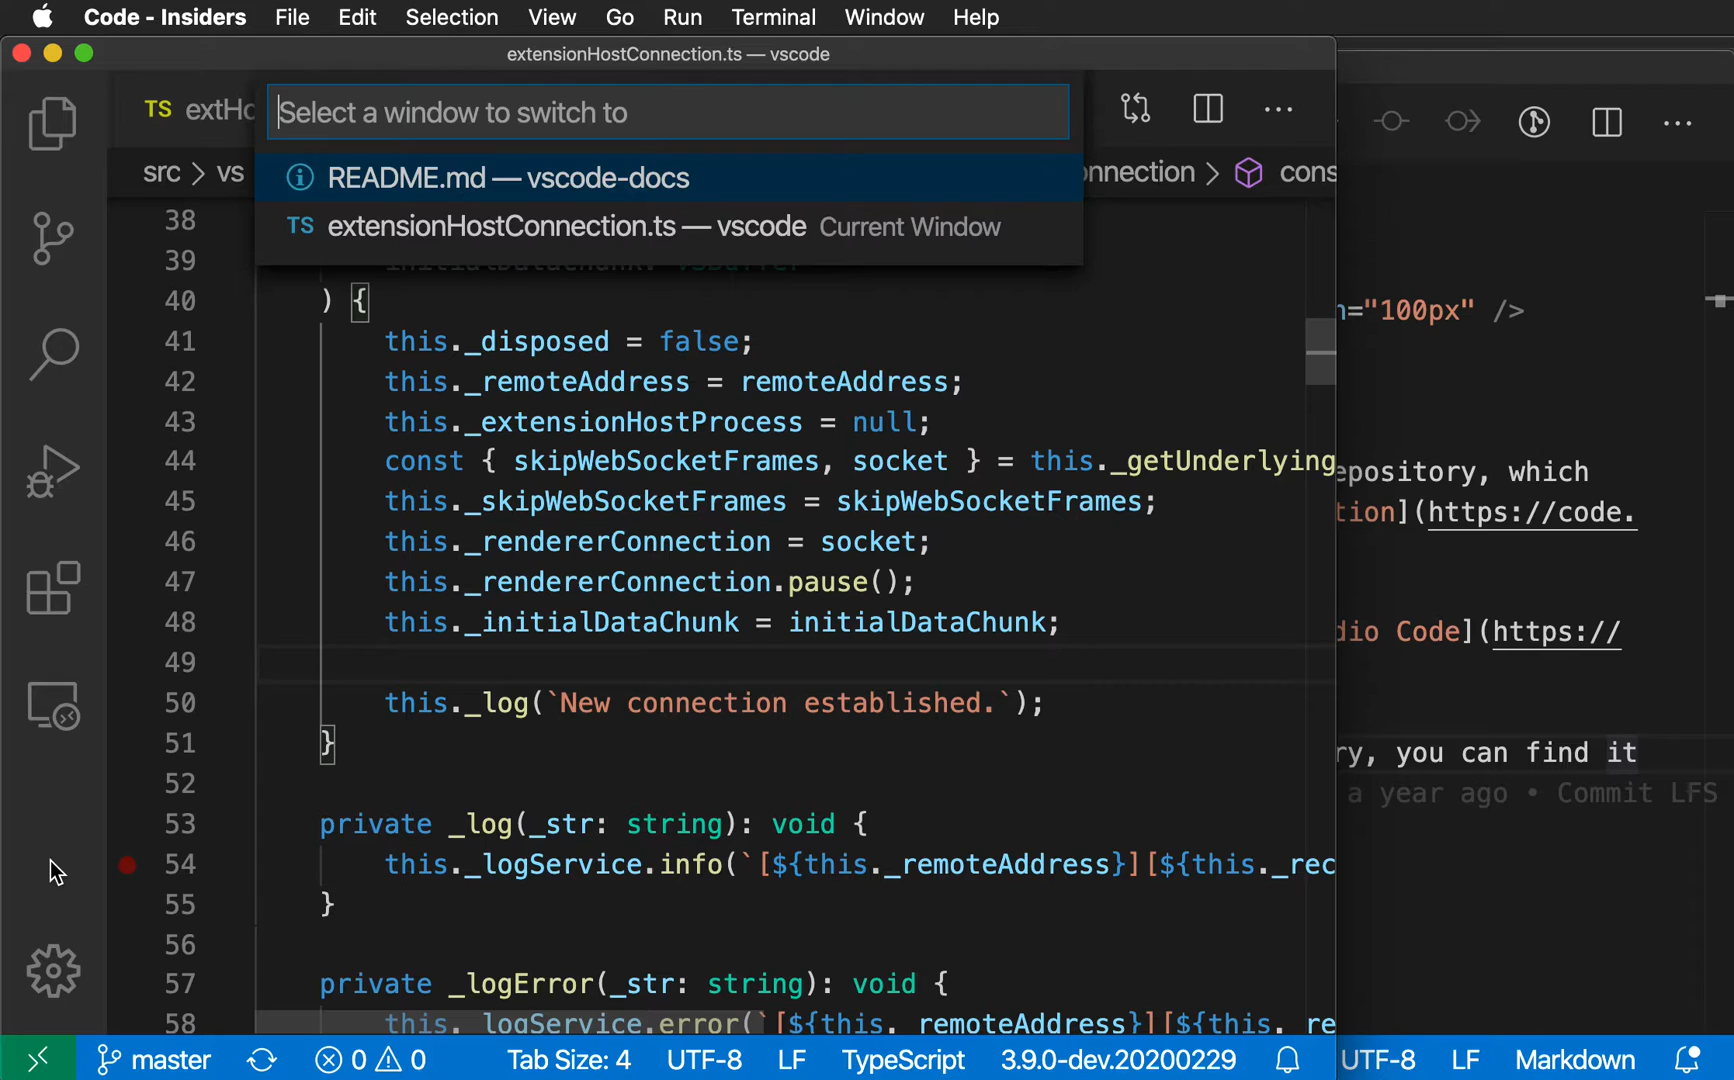 Code - Insiders File Edit Selection View Go Run Terminal Window Help
extensionHostConnection.ts — vscode
TS
Select a window to switch to
src > vs
README.md — vscode-docs
TS extensionHostConnection.ts — vscode Current Window
38
39
40 ) {
41 this._disposed = false;
42 this._remoteAddress = remoteAddress;
43 this._extensionHostProcess = null;
44 const { skipWebSocketFrames, socket } = this._getUnderlying
45 this._skipWebSocketFrames = skipWebSocketFrames;
46 this._rendererConnection = socket;
47 this._rendererConnection.pause();
48 this._initialDataChunk = initialDataChunk;
49
50 this._log(`New connection established.`);
51 }
52
53 private _log(_str: string): void {
54 this._logService.info(`[${this._remoteAddress}][${this._rec
55 }
56
57 private _logError(_str: string): void {
58 this._logService.error(`[${this._remoteAddress}][${this._re
="100px" />
epository, which
tion](https://code.
dio Code](https://
ry, you can find it
a year ago • Commit LFS
master 0 0 Tab Size: 4 UTF-8 LF TypeScript 3.9.0-dev.20200229
UTF-8 LF Markdown